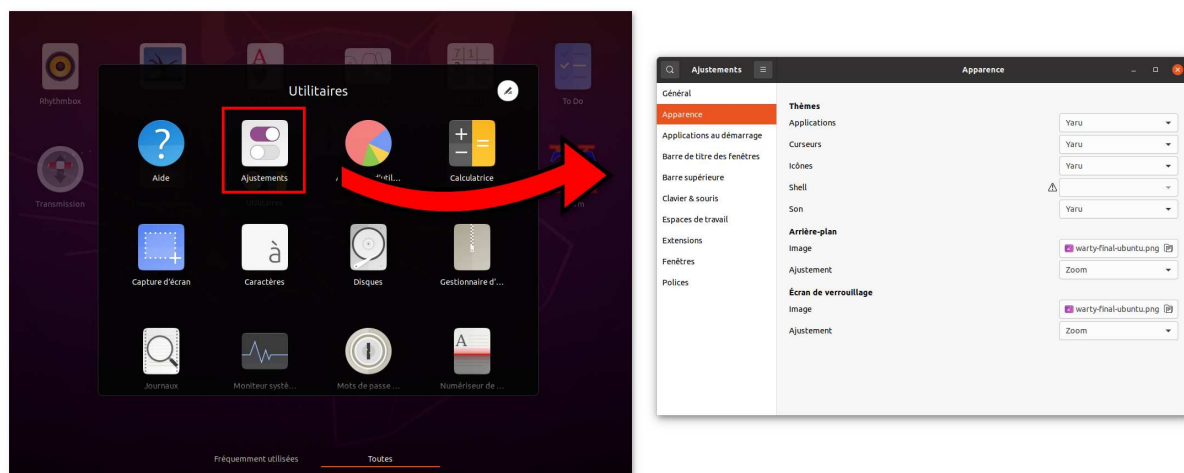 Utilitaires
Rhythmbox
To Do
Aide
Ajustements
Calculatrice
Transmission
Utilitaires
Capture d'écran
Caractères
Disques
Gestionnaire d'...
Journaux
Moniteur systè...
Mots de passe ...
Numériseur de ...
Fréquemment utilisées
Toutes
Ajustements
Apparence
Général
Apparence
Applications au démarrage
Barre de titre des fenêtres
Barre supérieure
Clavier & souris
Espaces de travail
Extensions
Fenêtres
Polices
Thèmes
Applications Yaru
Curseurs Yaru
Icônes Yaru
Shell
Son Yaru
Arrière-plan
Image warty-final-ubuntu.png
Ajustement Zoom
Écran de verrouillage
Image warty-final-ubuntu.png
Ajustement Zoom